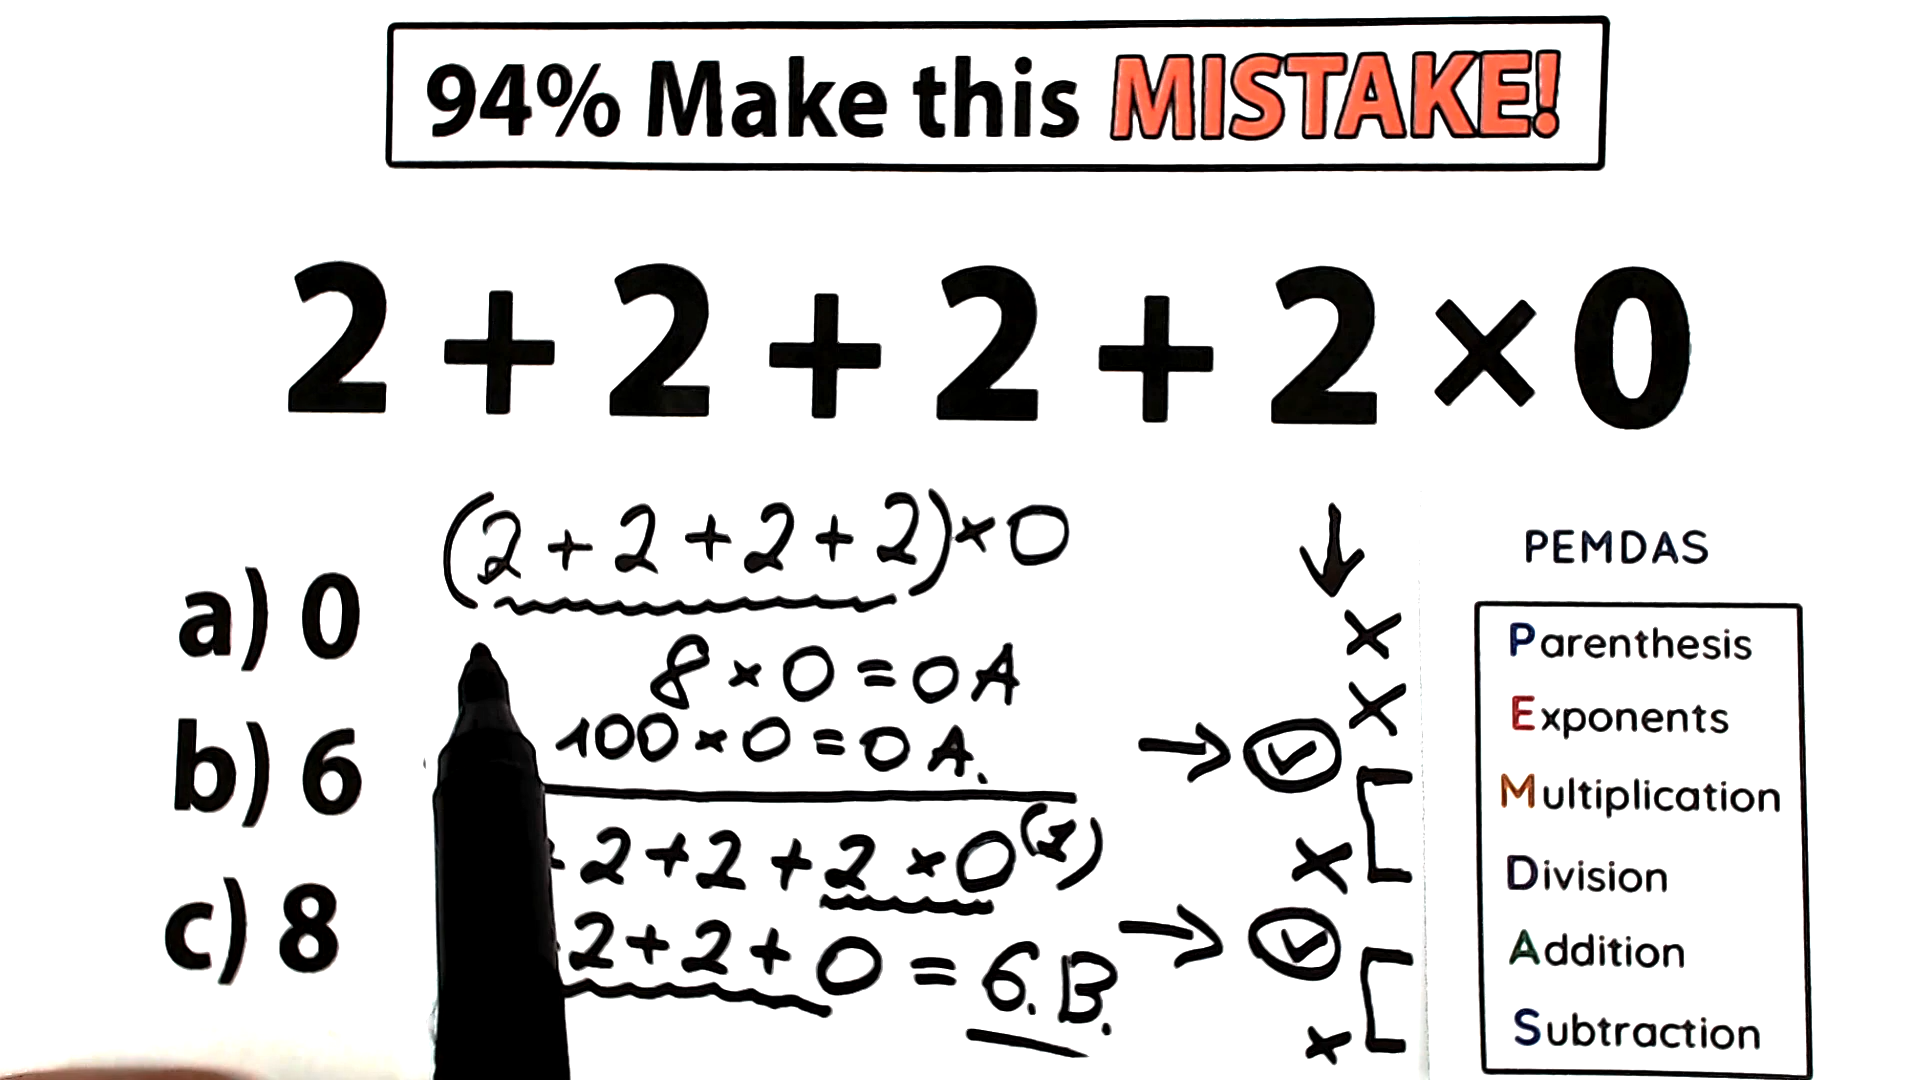 94% Make this MISTAKE!
2 + 2 + 2 + 2 × 0
(2 + 2 + 2 + 2) × 0
8 × 0 = 0 A
100 × 0 = 0 A.
2 + 2 + 2 × 0 (1)
2 + 2 + 0 = 6. B.
a) 0
b) 6
c) 8
PEMDAS
Parenthesis
Exponents
Multiplication
Division
Addition
Subtraction